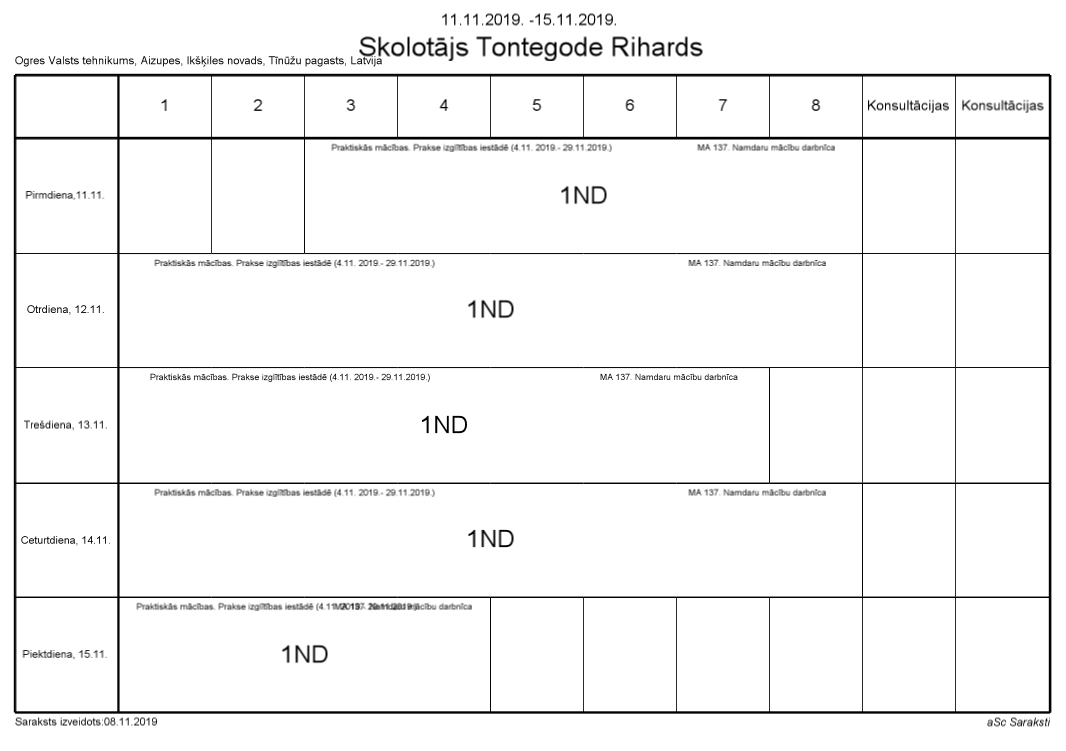 11.11.2019. -15.11.2019.
Skolotājs Tontegode Rihards
Ogres Valsts tehnikums, Aizupes, Ikšķiles novads, Tīnūžu pagasts, Latvija
1 2 3 4 5 6 7 8 Konsultācijas Konsultācijas
Praktiskās mācības. Prakse izglītības iestādē (4.11. 2019.- 29.11.2019.) MA 137. Namdaru mācību darbnīca
Pirmdiena,11.11. 1ND
Praktiskās mācības. Prakse izglītības iestādē (4.11. 2019.- 29.11.2019.) MA 137. Namdaru mācību darbnīca
Otrdiena, 12.11. 1ND
Praktiskās mācības. Prakse izglītības iestādē (4.11. 2019.- 29.11.2019.) MA 137. Namdaru mācību darbnīca
Trešdiena, 13.11. 1ND
Praktiskās mācības. Prakse izglītības iestādē (4.11. 2019.- 29.11.2019.) MA 137. Namdaru mācību darbnīca
Ceturtdiena, 14.11. 1ND
Praktiskās mācības. Prakse izglītības iestādē (4.11. mācību darbnīca
Piektdiena, 15.11. 1ND
Saraksts izveidots:08.11.2019 aSc Saraksti